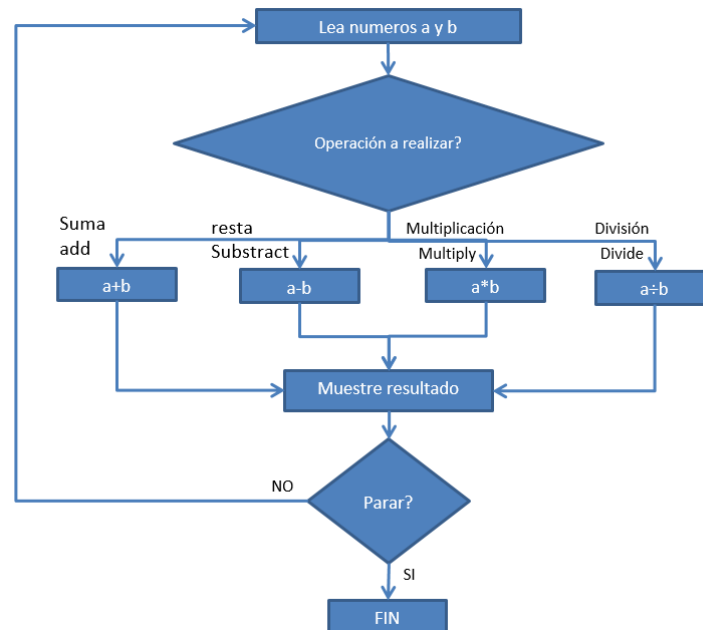 Lea numeros a y b
Operación a realizar?
Suma
add
resta
Substract
Multiplicación
Multiply
División
Divide
a+b
a-b
a*b
a÷b
Muestre resultado
NO
Parar?
SI
FIN